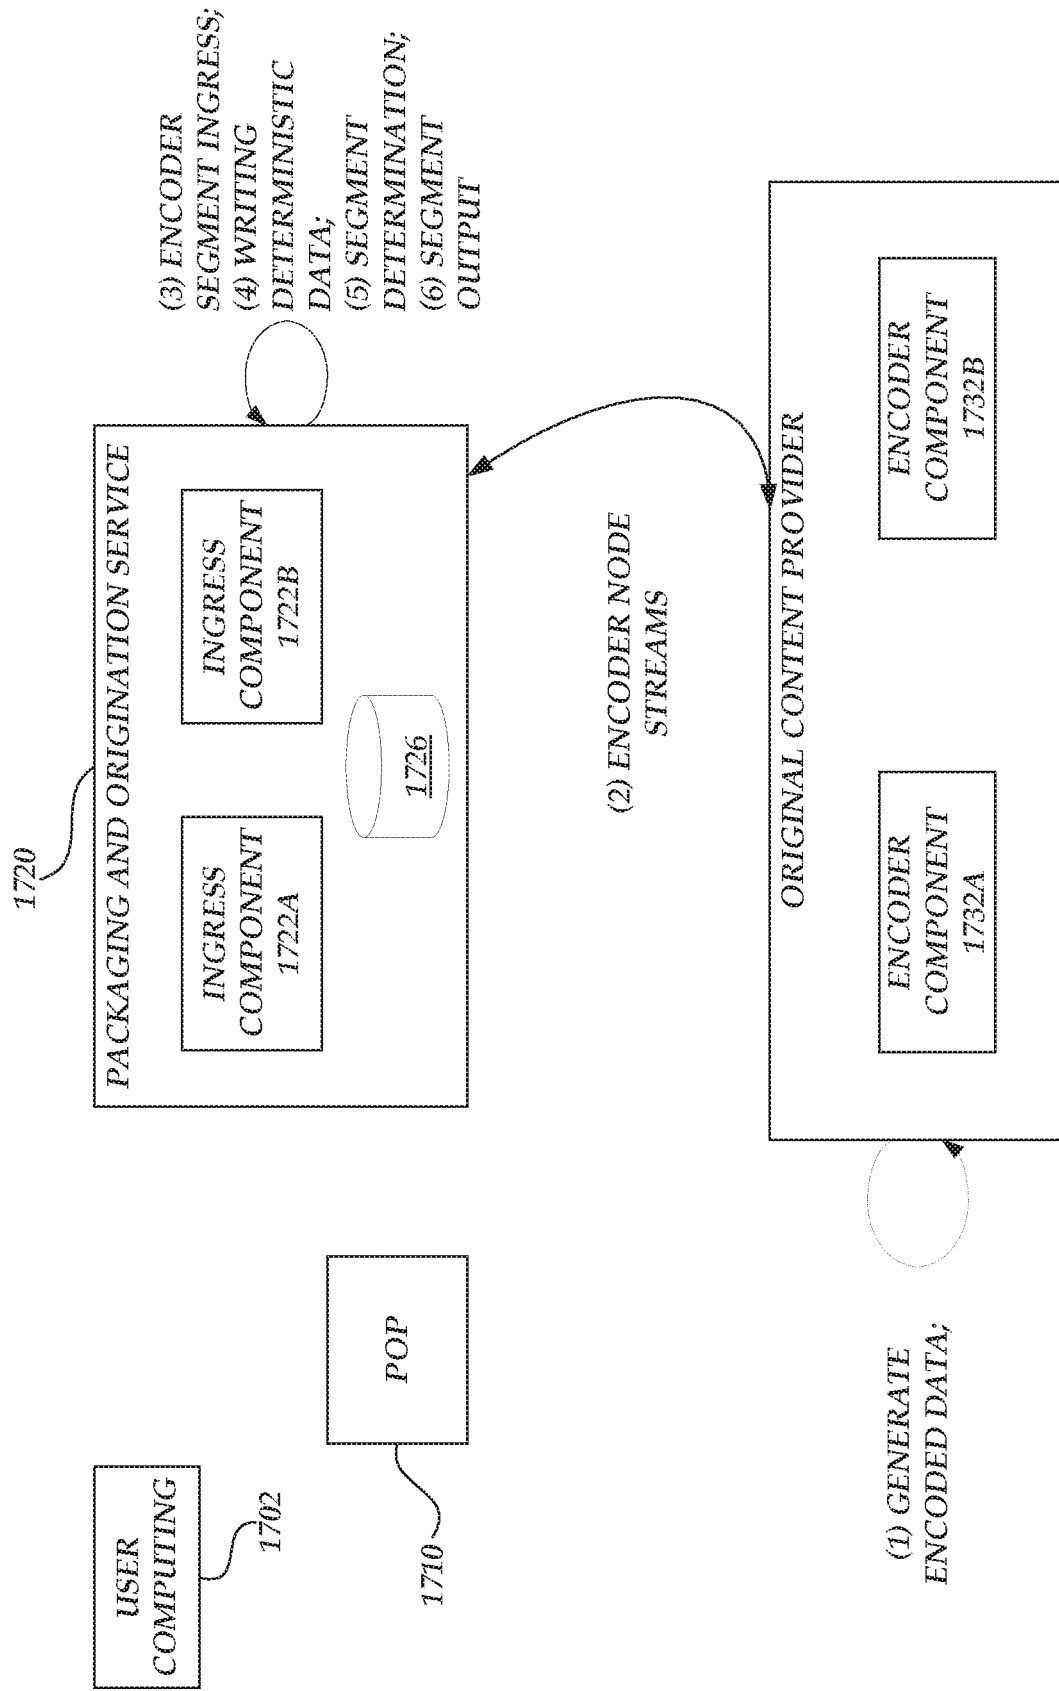 USER
COMPUTING
1702
POP
1710
1720
PACKAGING AND ORIGINATION SERVICE
INGRESS
COMPONENT
1722A
INGRESS
COMPONENT
1722B
1726
(3) ENCODER
SEGMENT INGRESS;
(4) WRITING
DETERMINISTIC
DATA;
(5) SEGMENT
DETERMINATION;
(6) SEGMENT
OUTPUT
(2) ENCODER NODE
STREAMS
(1) GENERATE
ENCODED DATA;
ORIGINAL CONTENT PROVIDER
ENCODER
COMPONENT
1732A
ENCODER
COMPONENT
1732B